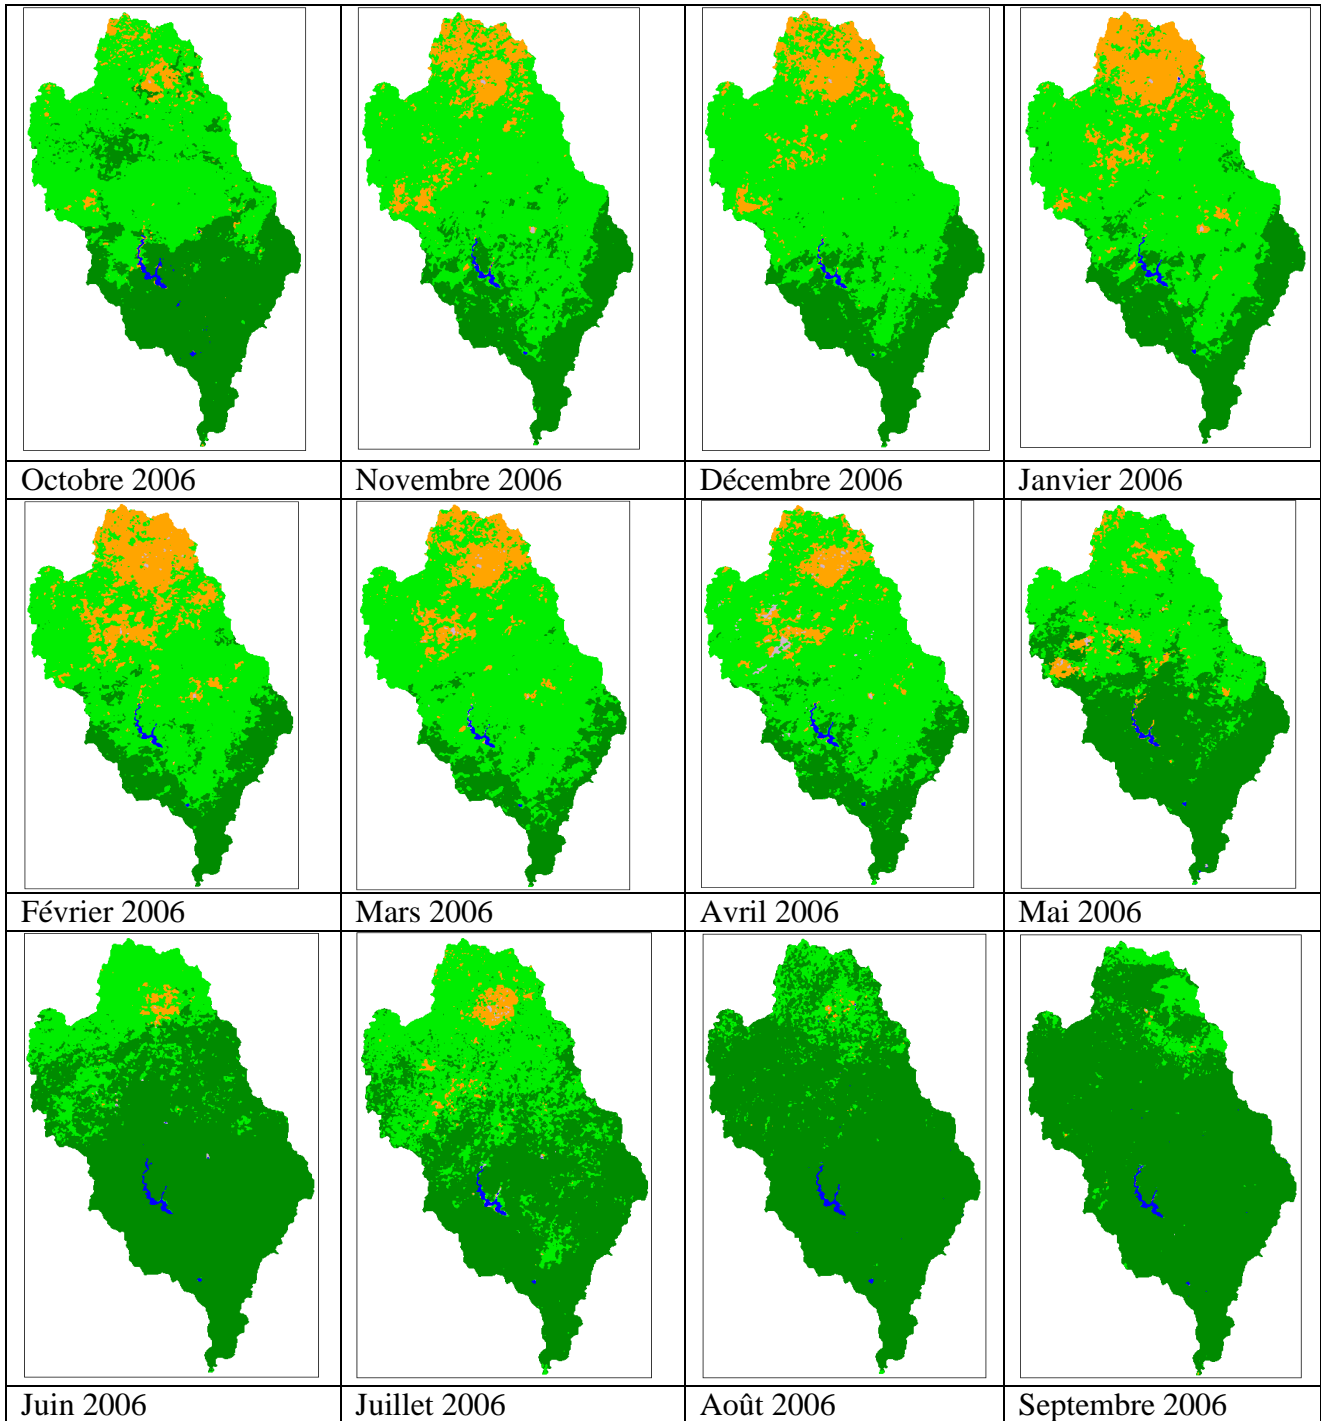 Octobre 2006
Novembre 2006
Décembre 2006
Janvier 2006
Février 2006
Mars 2006
Avril 2006
Mai 2006
Juin 2006
Juillet 2006
Août 2006
Septembre 2006